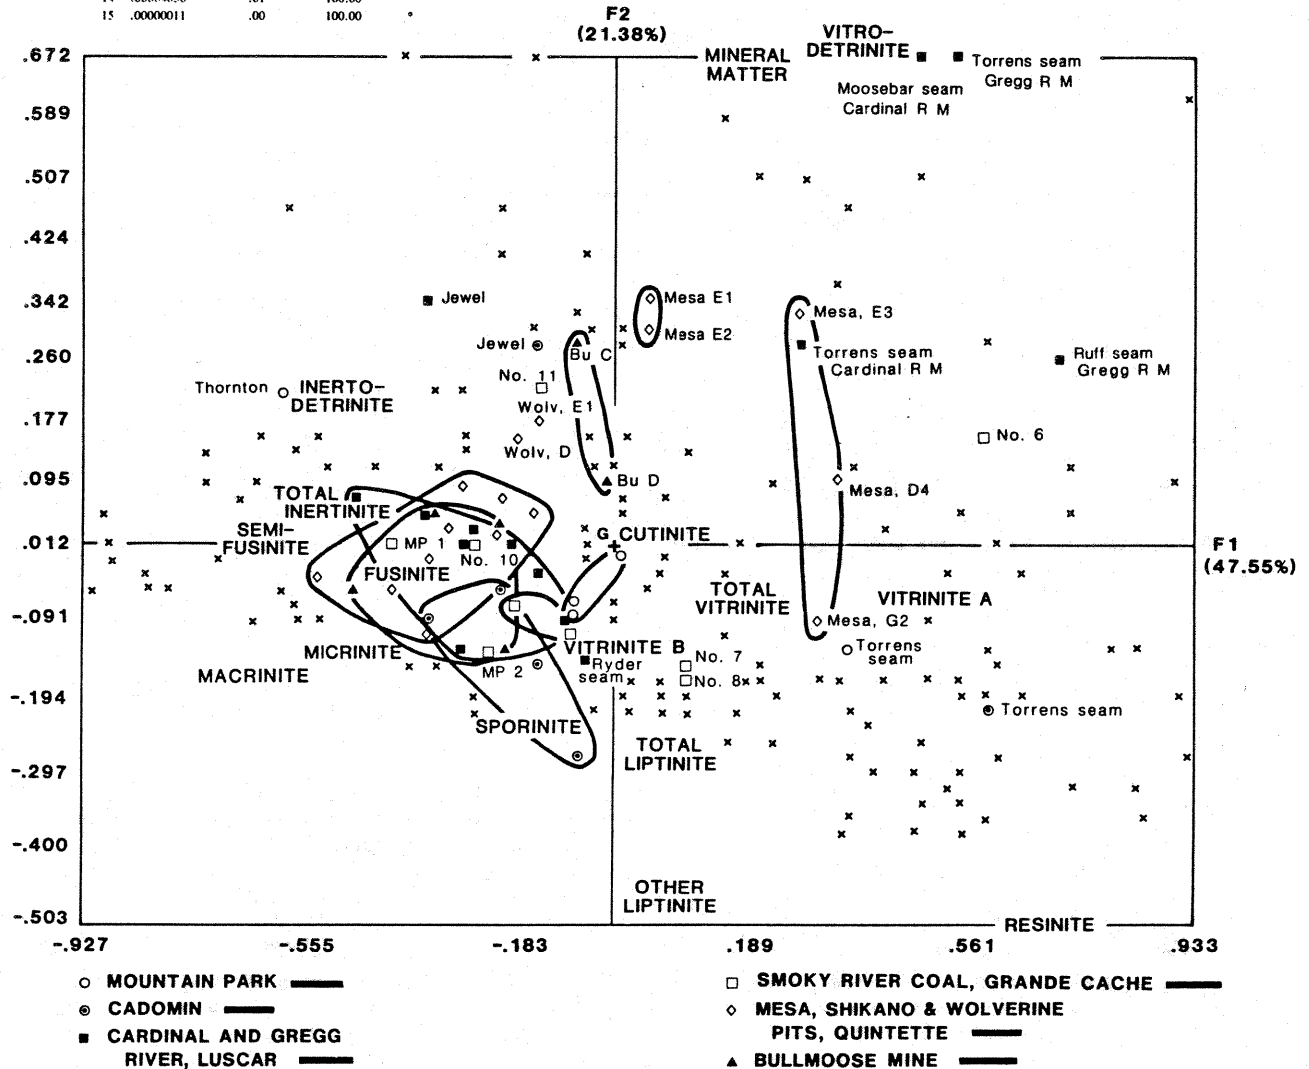 15 .00000011 .00 100.00 *
F2
(21.38%)
VITRO-
DETRINITE
MINERAL
MATTER
Torrens seam
Gregg R M
Moosebar seam
Cardinal R M
.672
.589
.507
.424
.342
.260
.177
.095
.012
-.091
-.194
-.297
-.400
-.503
Jewel
Mesa E1
Mesa E2
Mesa, E3
Jewel
Bu C
Torrens seam
Cardinal R M
Ruff seam
Gregg R M
No. 11
Thornton
INERTO-
DETRINITE
Wolv, E1
Wolv, D
No. 6
Bu D
Mesa, D4
TOTAL
INERTINITE
SEMI-
FUSINITE
G
CUTINITE
MP 1
No. 10
F1
(47.55%)
FUSINITE
TOTAL
VITRINITE
VITRINITE A
Mesa, G2
MICRINITE
VITRINITE B
Torrens
seam
MACRINITE
MP 2
Ryder
seam
No. 7
No. 8
Torrens seam
SPORINITE
TOTAL
LIPTINITE
OTHER
LIPTINITE
RESINITE
-.927 -.555 -.183 .189 .561 .933
MOUNTAIN PARK
CADOMIN
CARDINAL AND GREGG
RIVER, LUSCAR
SMOKY RIVER COAL, GRANDE CACHE
MESA, SHIKANO & WOLVERINE
PITS, QUINTETTE
BULLMOOSE MINE